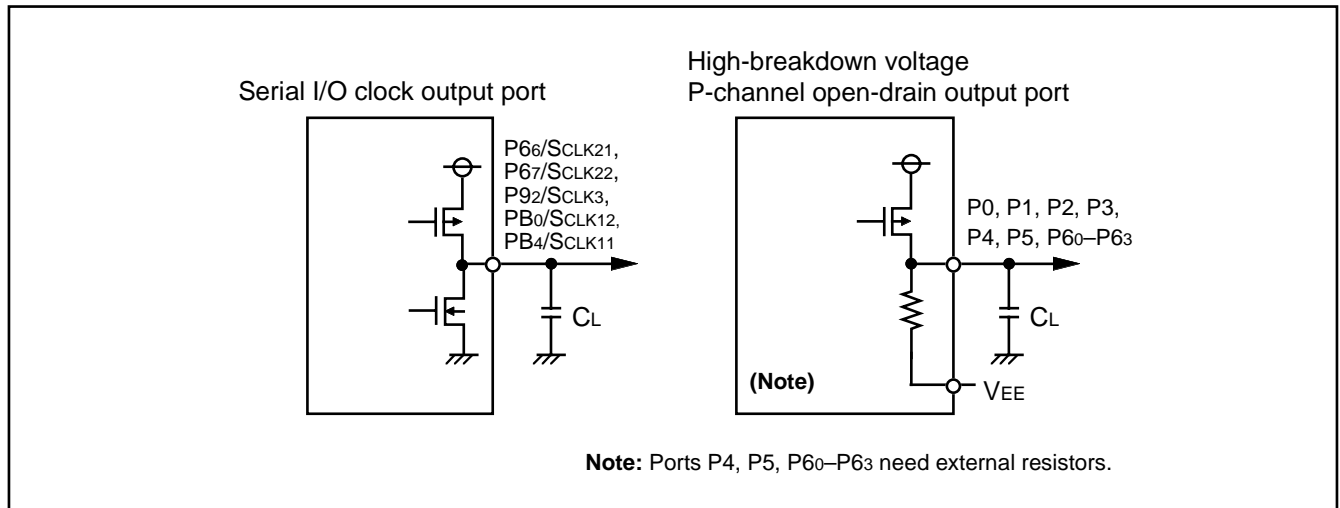 Serial I/O clock output port
P66/SCLK21,
P67/SCLK22,
P92/SCLK3,
PB0/SCLK12,
PB4/SCLK11
CL
High-breakdown voltage
P-channel open-drain output port
P0, P1, P2, P3,
P4, P5, P60–P63
CL
(Note)
VEE
Note: Ports P4, P5, P60–P63 need external resistors.